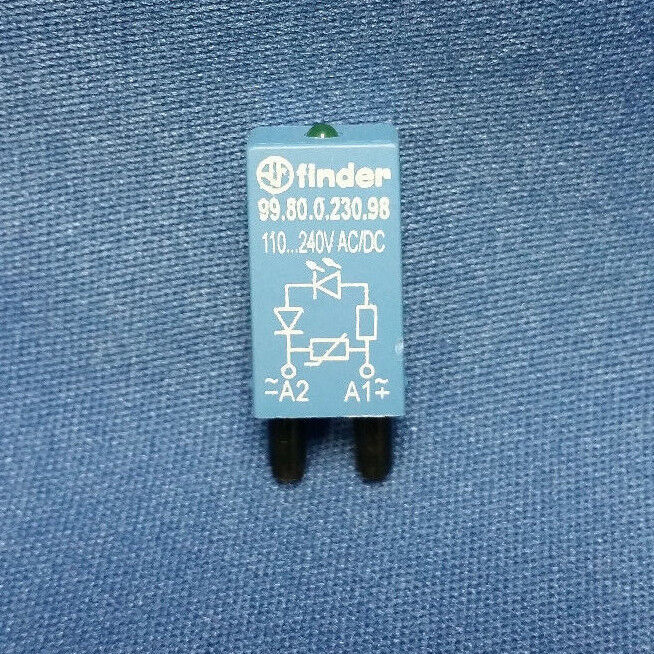 finder
99.80.0.230.98
110...240V AC/DC
≂A2 A1≂+